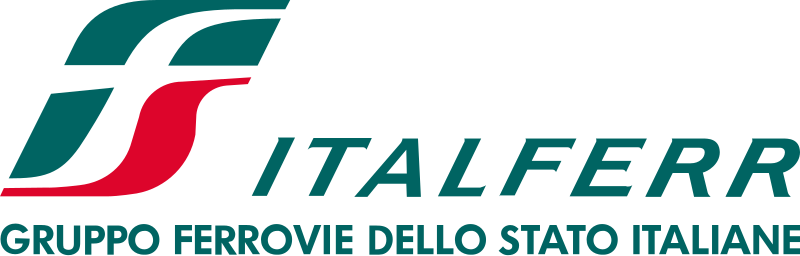 ITALFERR
GRUPPO FERROVIE DELLO STATO ITALIANE